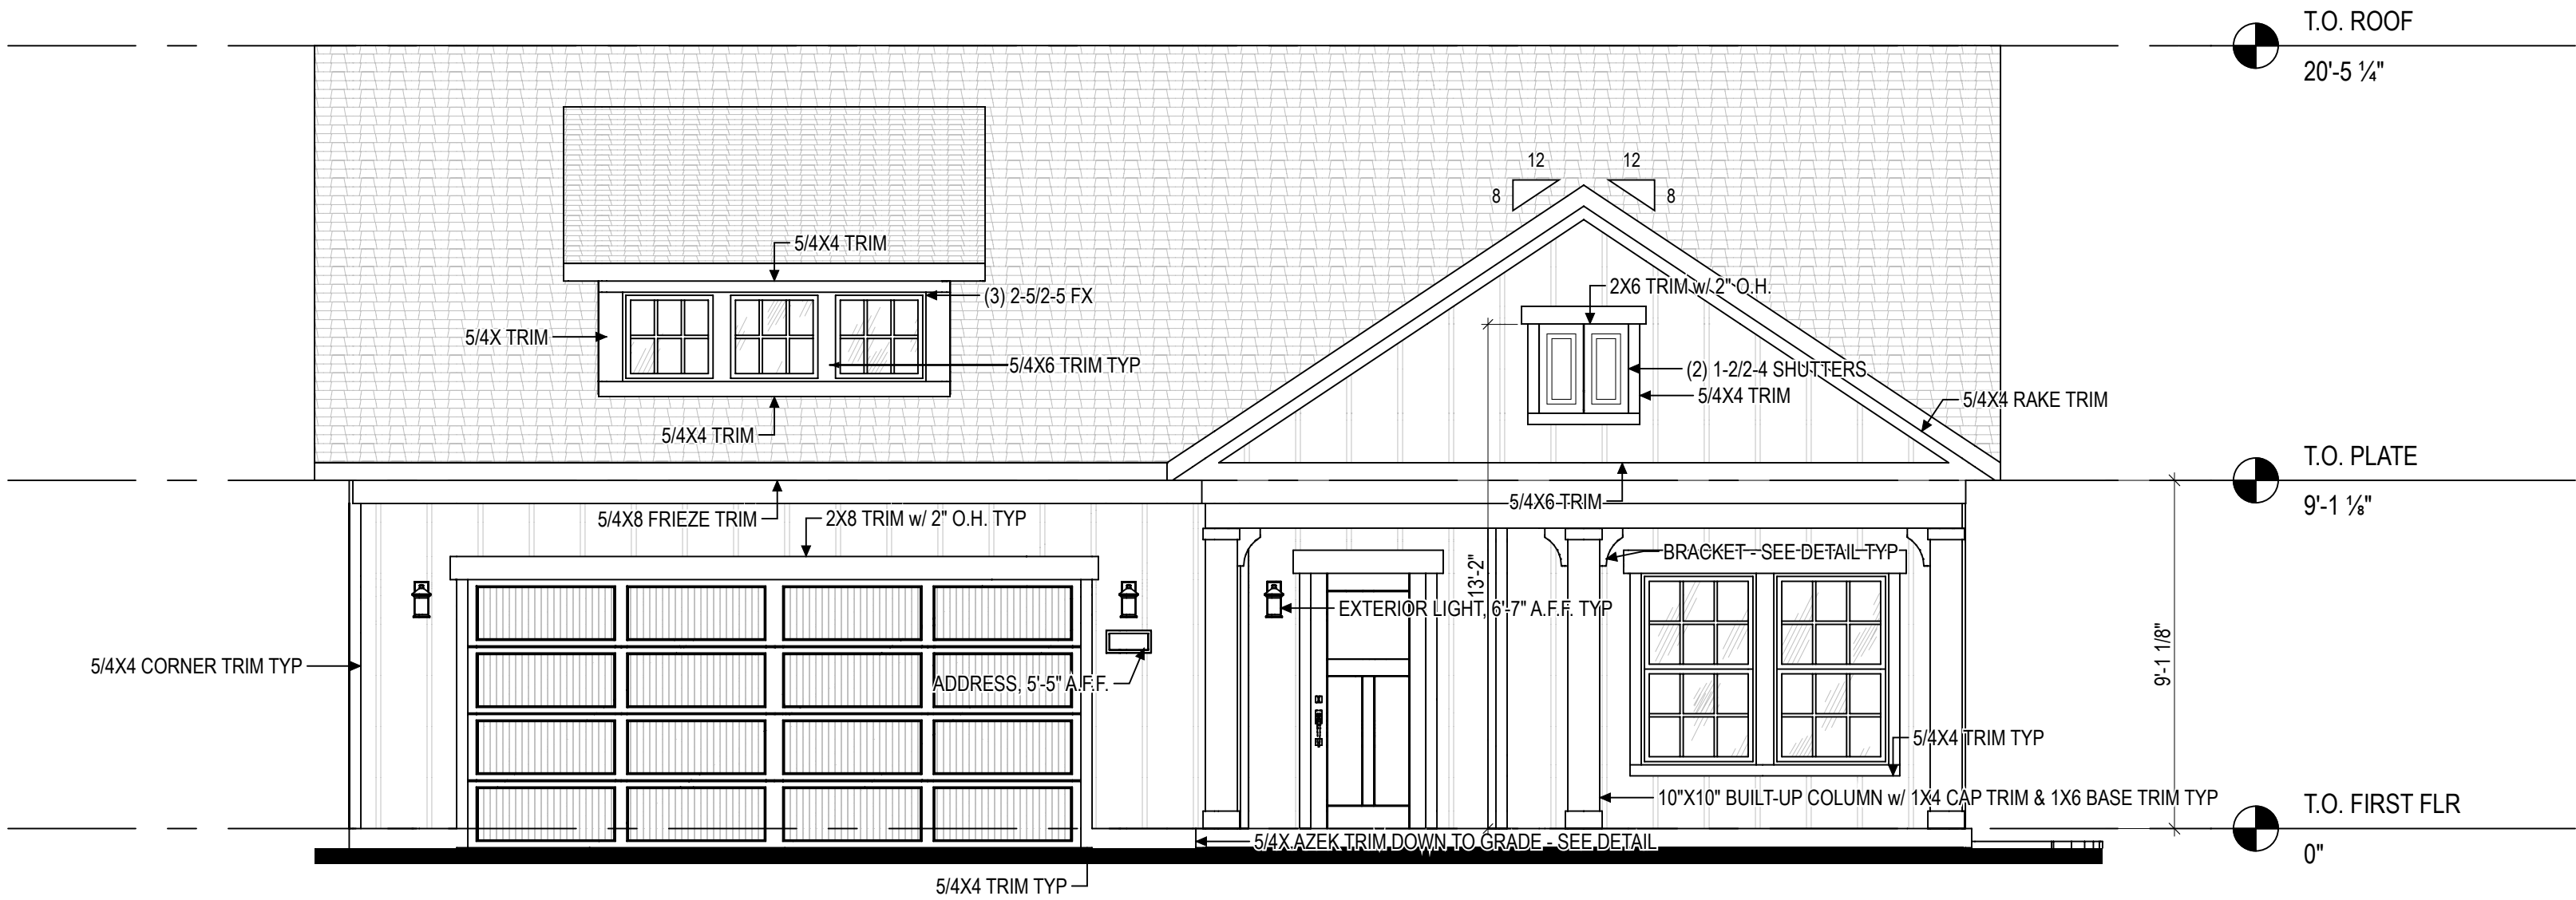 T.O. ROOF
20'-5 ¼"
12
12
8
8
5/4X4 TRIM
2X6 TRIM w/ 2" O.H.
(3) 2-5/2-5 FX
5/4X TRIM
5/4X6 TRIM TYP
(2) 1-2/2-4 SHUTTERS
5/4X4 TRIM
5/4X4 RAKE TRIM
5/4X4 TRIM
T.O. PLATE
9'-1 ⅛"
5/4X6 TRIM
5/4X8 FRIEZE TRIM
2X8 TRIM w/ 2" O.H. TYP
BRACKET - SEE DETAIL TYP
13'-2"
EXTERIOR LIGHT, 6'-7" A.F.F. TYP
9'-1 1/8"
5/4X4 CORNER TRIM TYP
ADDRESS, 5'-5" A.F.F.
5/4X4 TRIM TYP
10"X10" BUILT-UP COLUMN w/ 1X4 CAP TRIM & 1X6 BASE TRIM TYP
T.O. FIRST FLR
0"
5/4X AZEK TRIM DOWN TO GRADE - SEE DETAIL
5/4X4 TRIM TYP